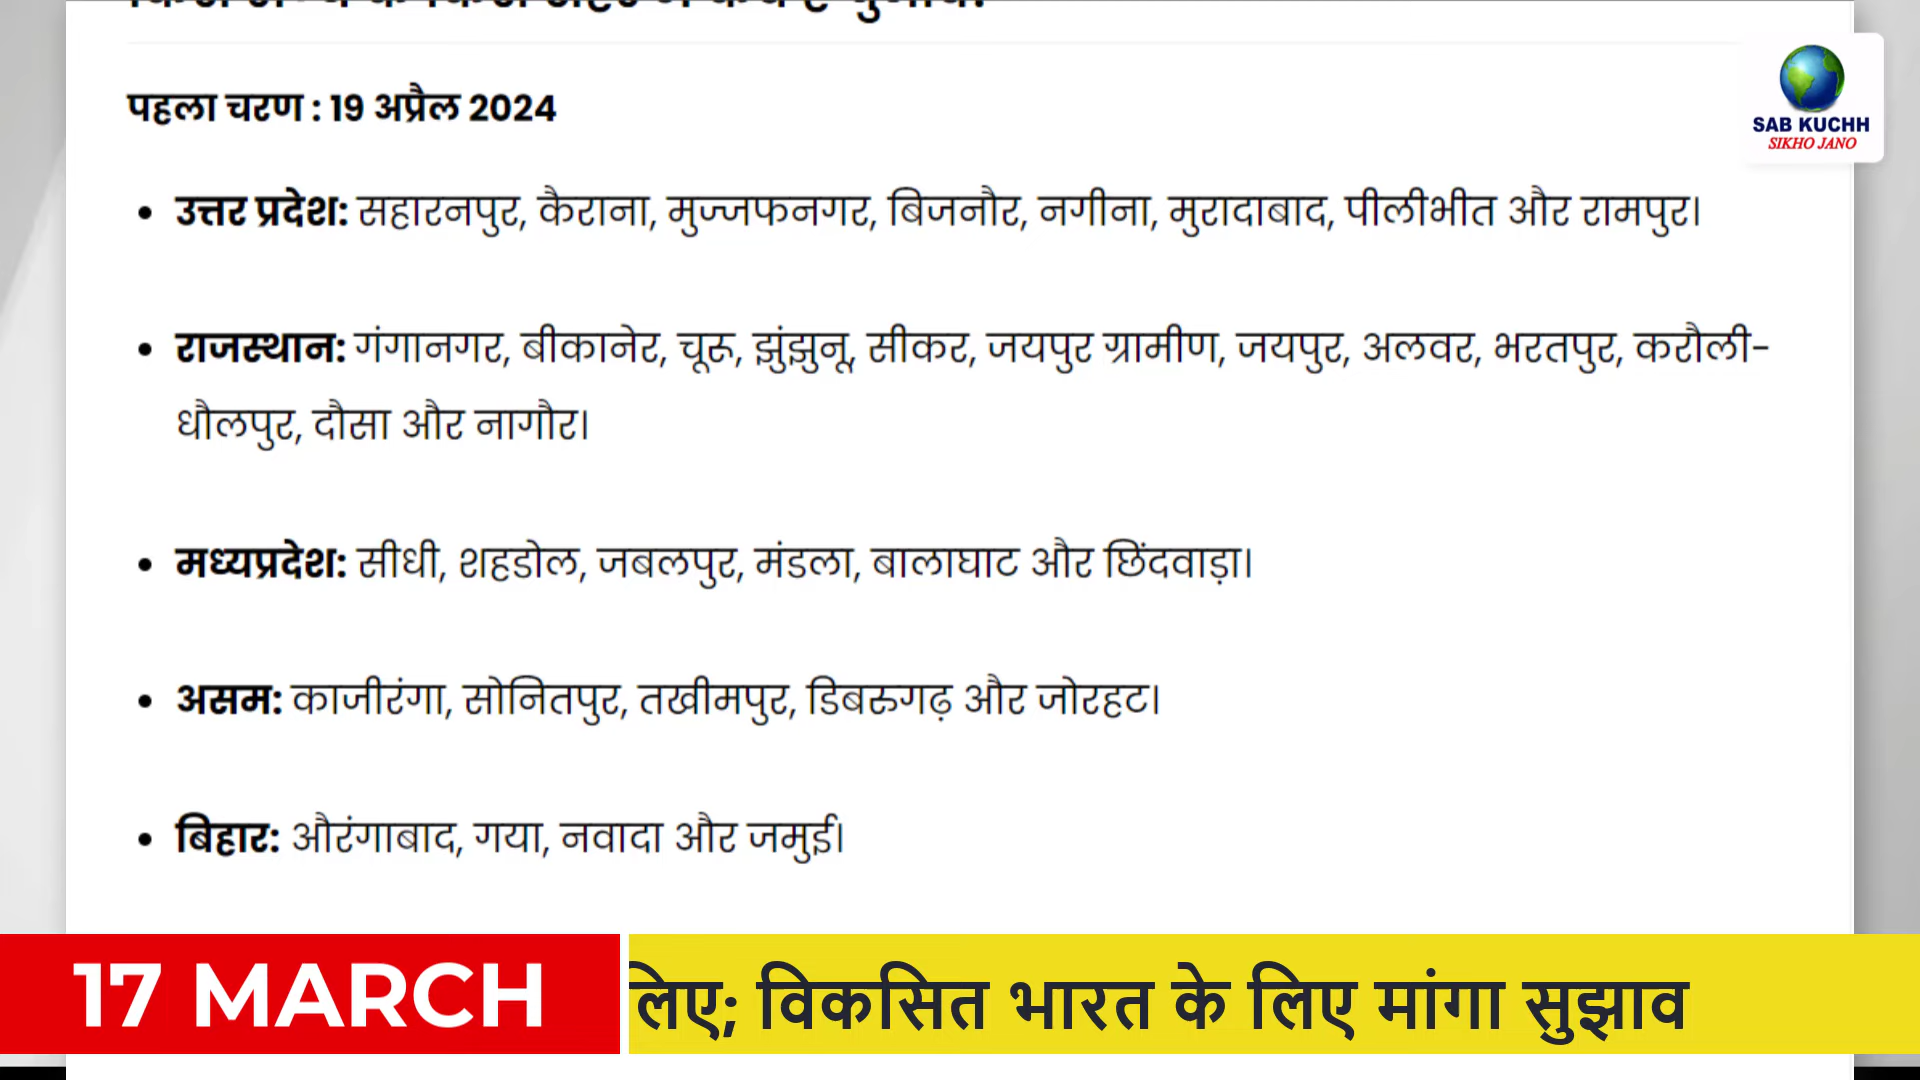 पहला चरण : 19 अप्रैल 2024
SAB KUCHH
SIKHO JANO
• उत्तर प्रदेश: सहारनपुर, कैराना, मुज्जफनगर, बिजनौर, नगीना, मुरादाबाद, पीलीभीत और रामपुर।
• राजस्थान: गंगानगर, बीकानेर, चूरू, झुंझुनू, सीकर, जयपुर ग्रामीण, जयपुर, अलवर, भरतपुर, करौली-
धौलपुर, दौसा और नागौर।
• मध्यप्रदेश: सीधी, शहडोल, जबलपुर, मंडला, बालाघाट और छिंदवाड़ा।
• असम: काजीरंगा, सोनितपुर, तखीमपुर, डिबरुगढ़ और जोरहट।
• बिहार: औरंगाबाद, गया, नवादा और जमुई।
17 MARCH
लिए; विकसित भारत के लिए मांगा सुझाव